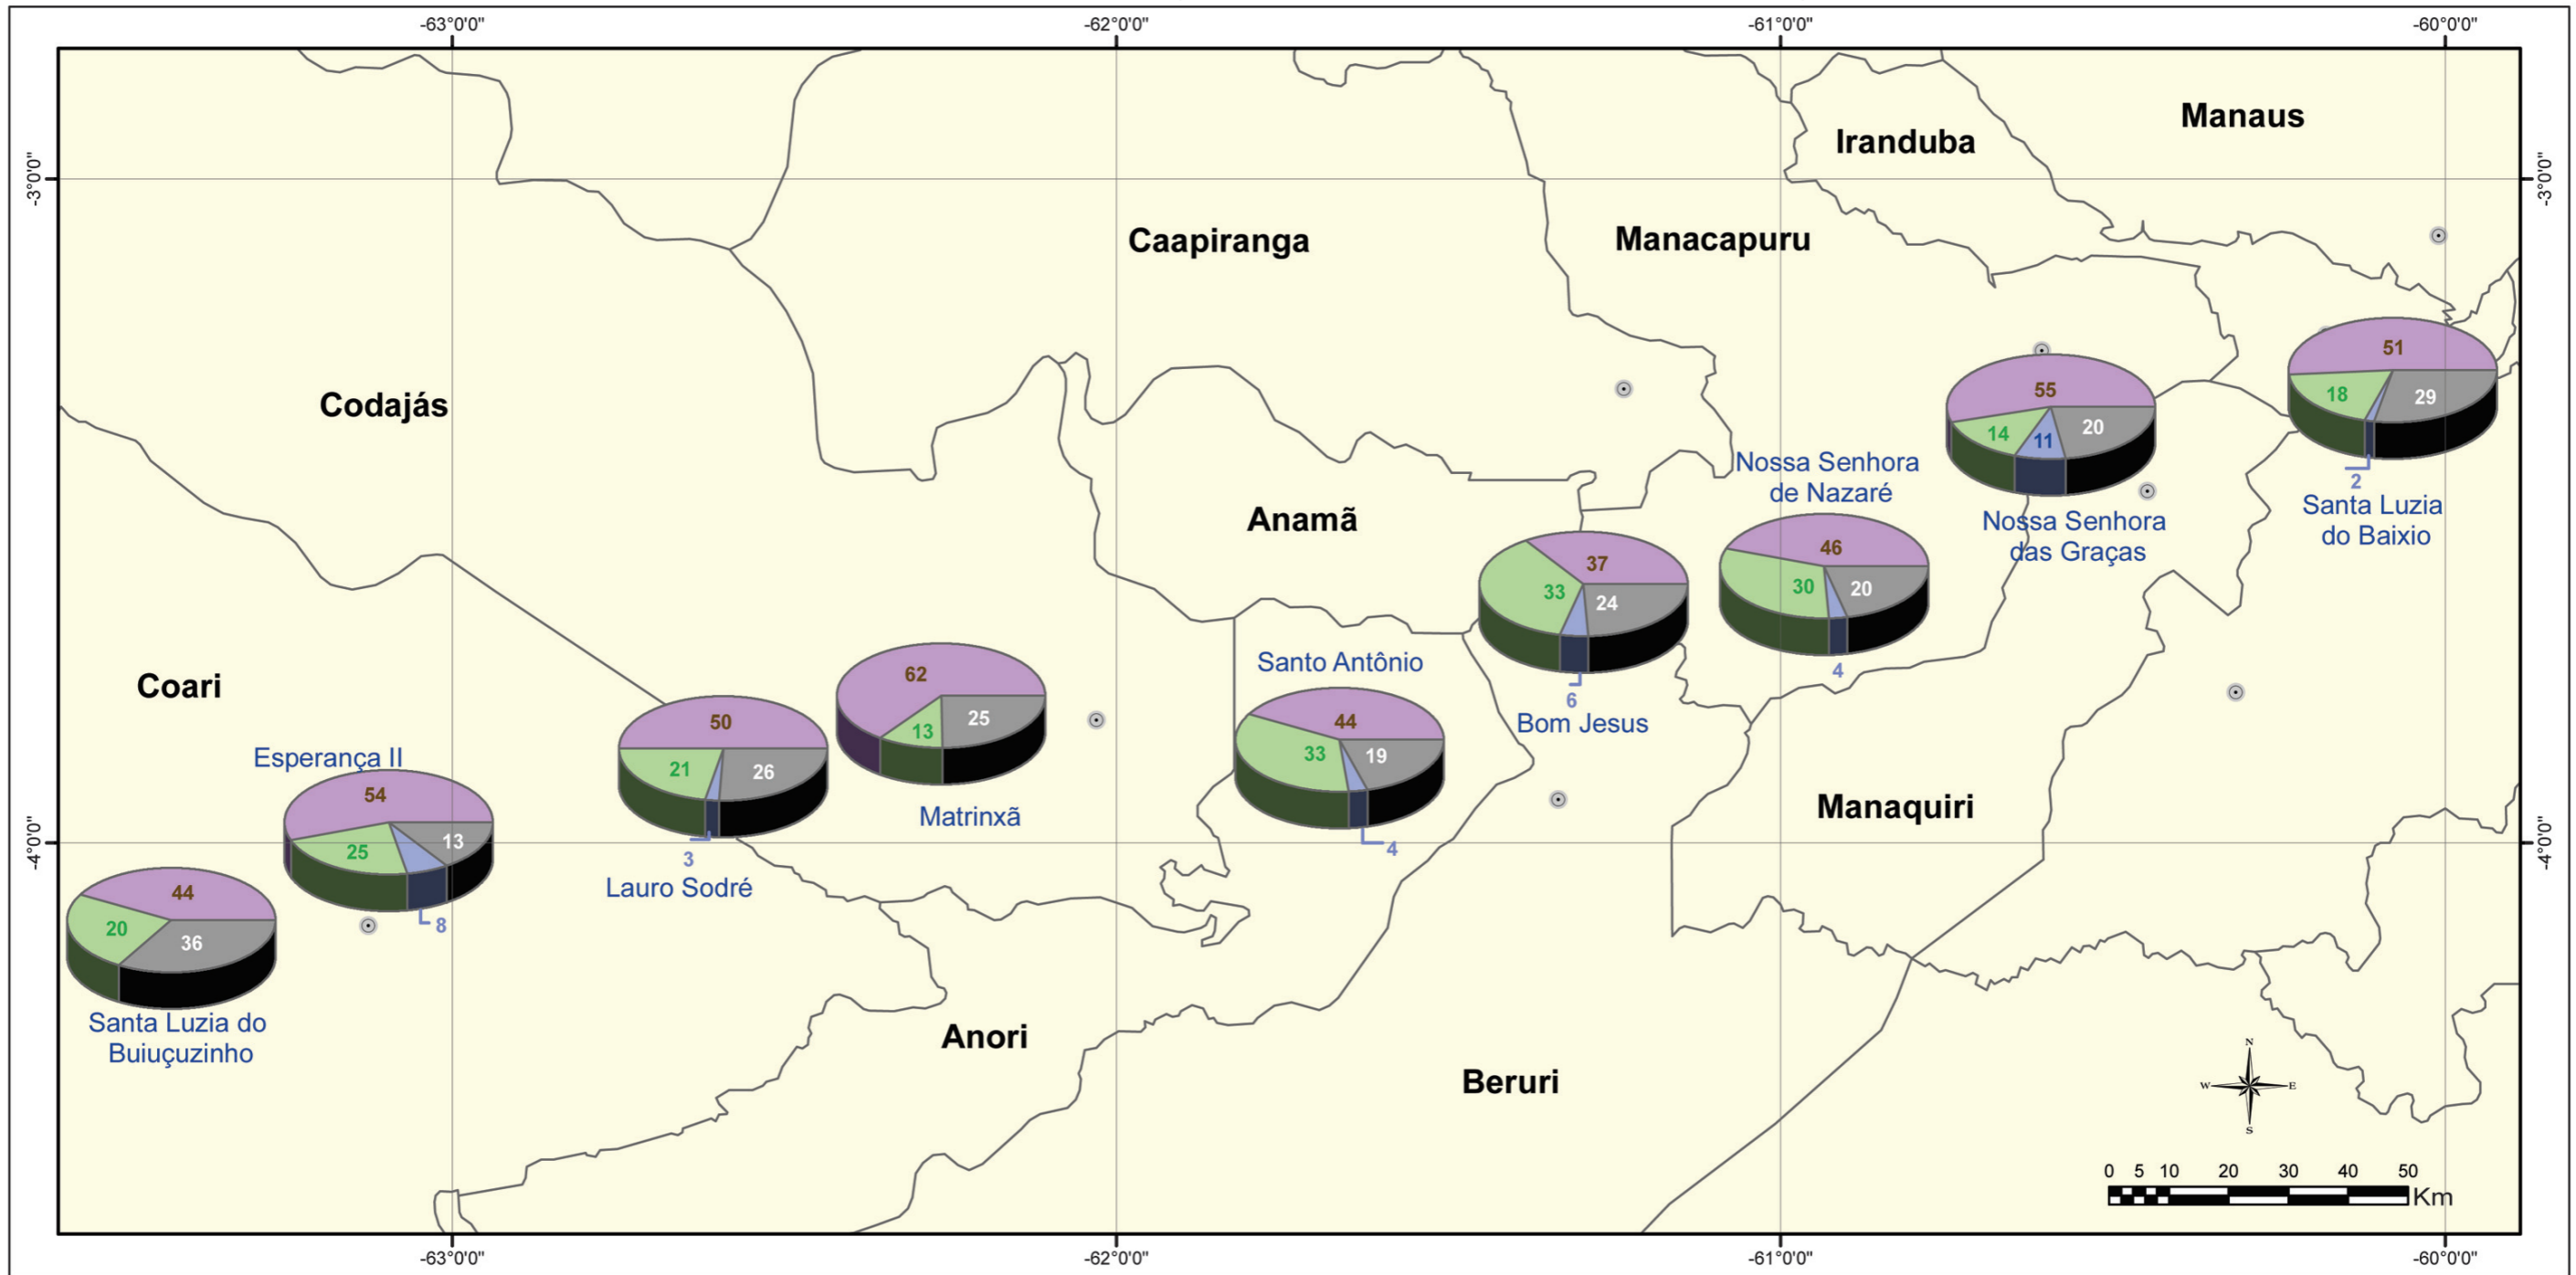 -63°0'0"
-62°0'0"
-61°0'0"
-60°0'0"
-3°0'0"
-3°0'0"
Manaus
Iranduba
Caapiranga
Manacapuru
51
18
29
2
Santa Luzia
do Baixio
55
14
11
20
Nossa Senhora
das Graças
Codajás
Nossa Senhora
de Nazaré
46
30
20
4
Anamã
37
33
24
6
Bom Jesus
Santo Antônio
44
33
19
4
62
13
25
Matrinxã
Coari
50
21
26
3
Lauro Sodré
Esperança II
54
25
13
8
Manaquiri
-4°0'0"
-4°0'0"
44
20
36
Santa Luzia do
Buiuçuzinho
Anori
Beruri
N
W
E
S
0 5 10 20 30 40 50
Km
-63°0'0"
-62°0'0"
-61°0'0"
-60°0'0"